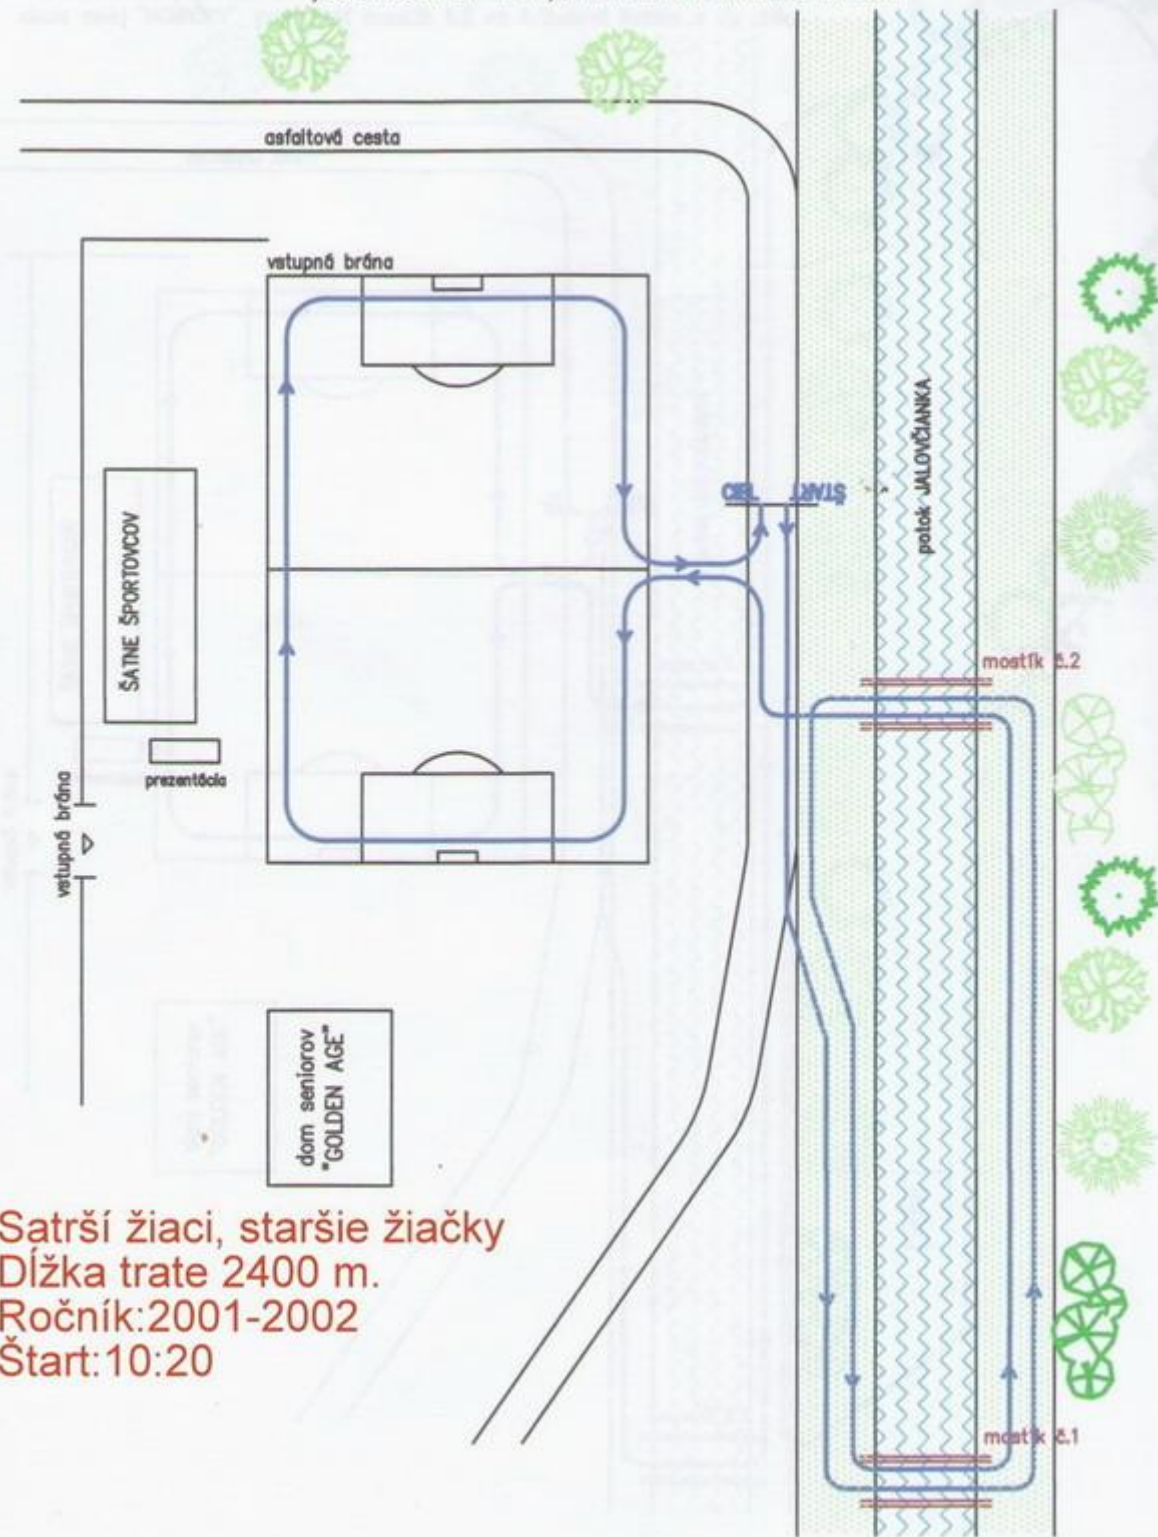 asfaltová cesta
vstupná brána
potok JALOVČIANKA
CIEĽ ŠTART
ŠATNE ŠPORTOVCOV
mostík č.2
prezentácia
vstupná brána
dom seniorov
"GOLDEN AGE"
Satrší žiaci, staršie žiačky
Dĺžka trate 2400 m.
Ročník:2001-2002
Štart:10:20
mostík č.1